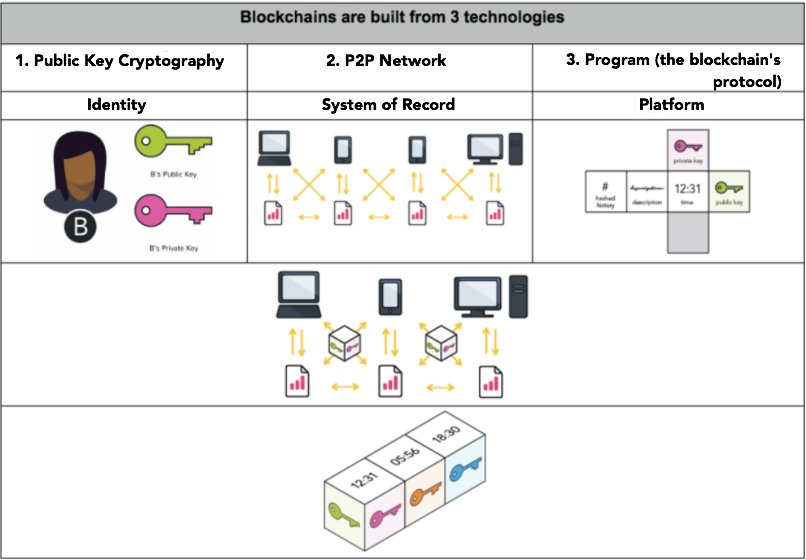 Blockchains are built from 3 technologies
1. Public Key Cryptography
2. P2P Network
3. Program (the blockchain's
protocol)
Identity
System of Record
Platform
B's Public Key
B
B's Private Key
private key
#
hashed
history
description
description
12:31
time
public key
12:31
05:56
18:30